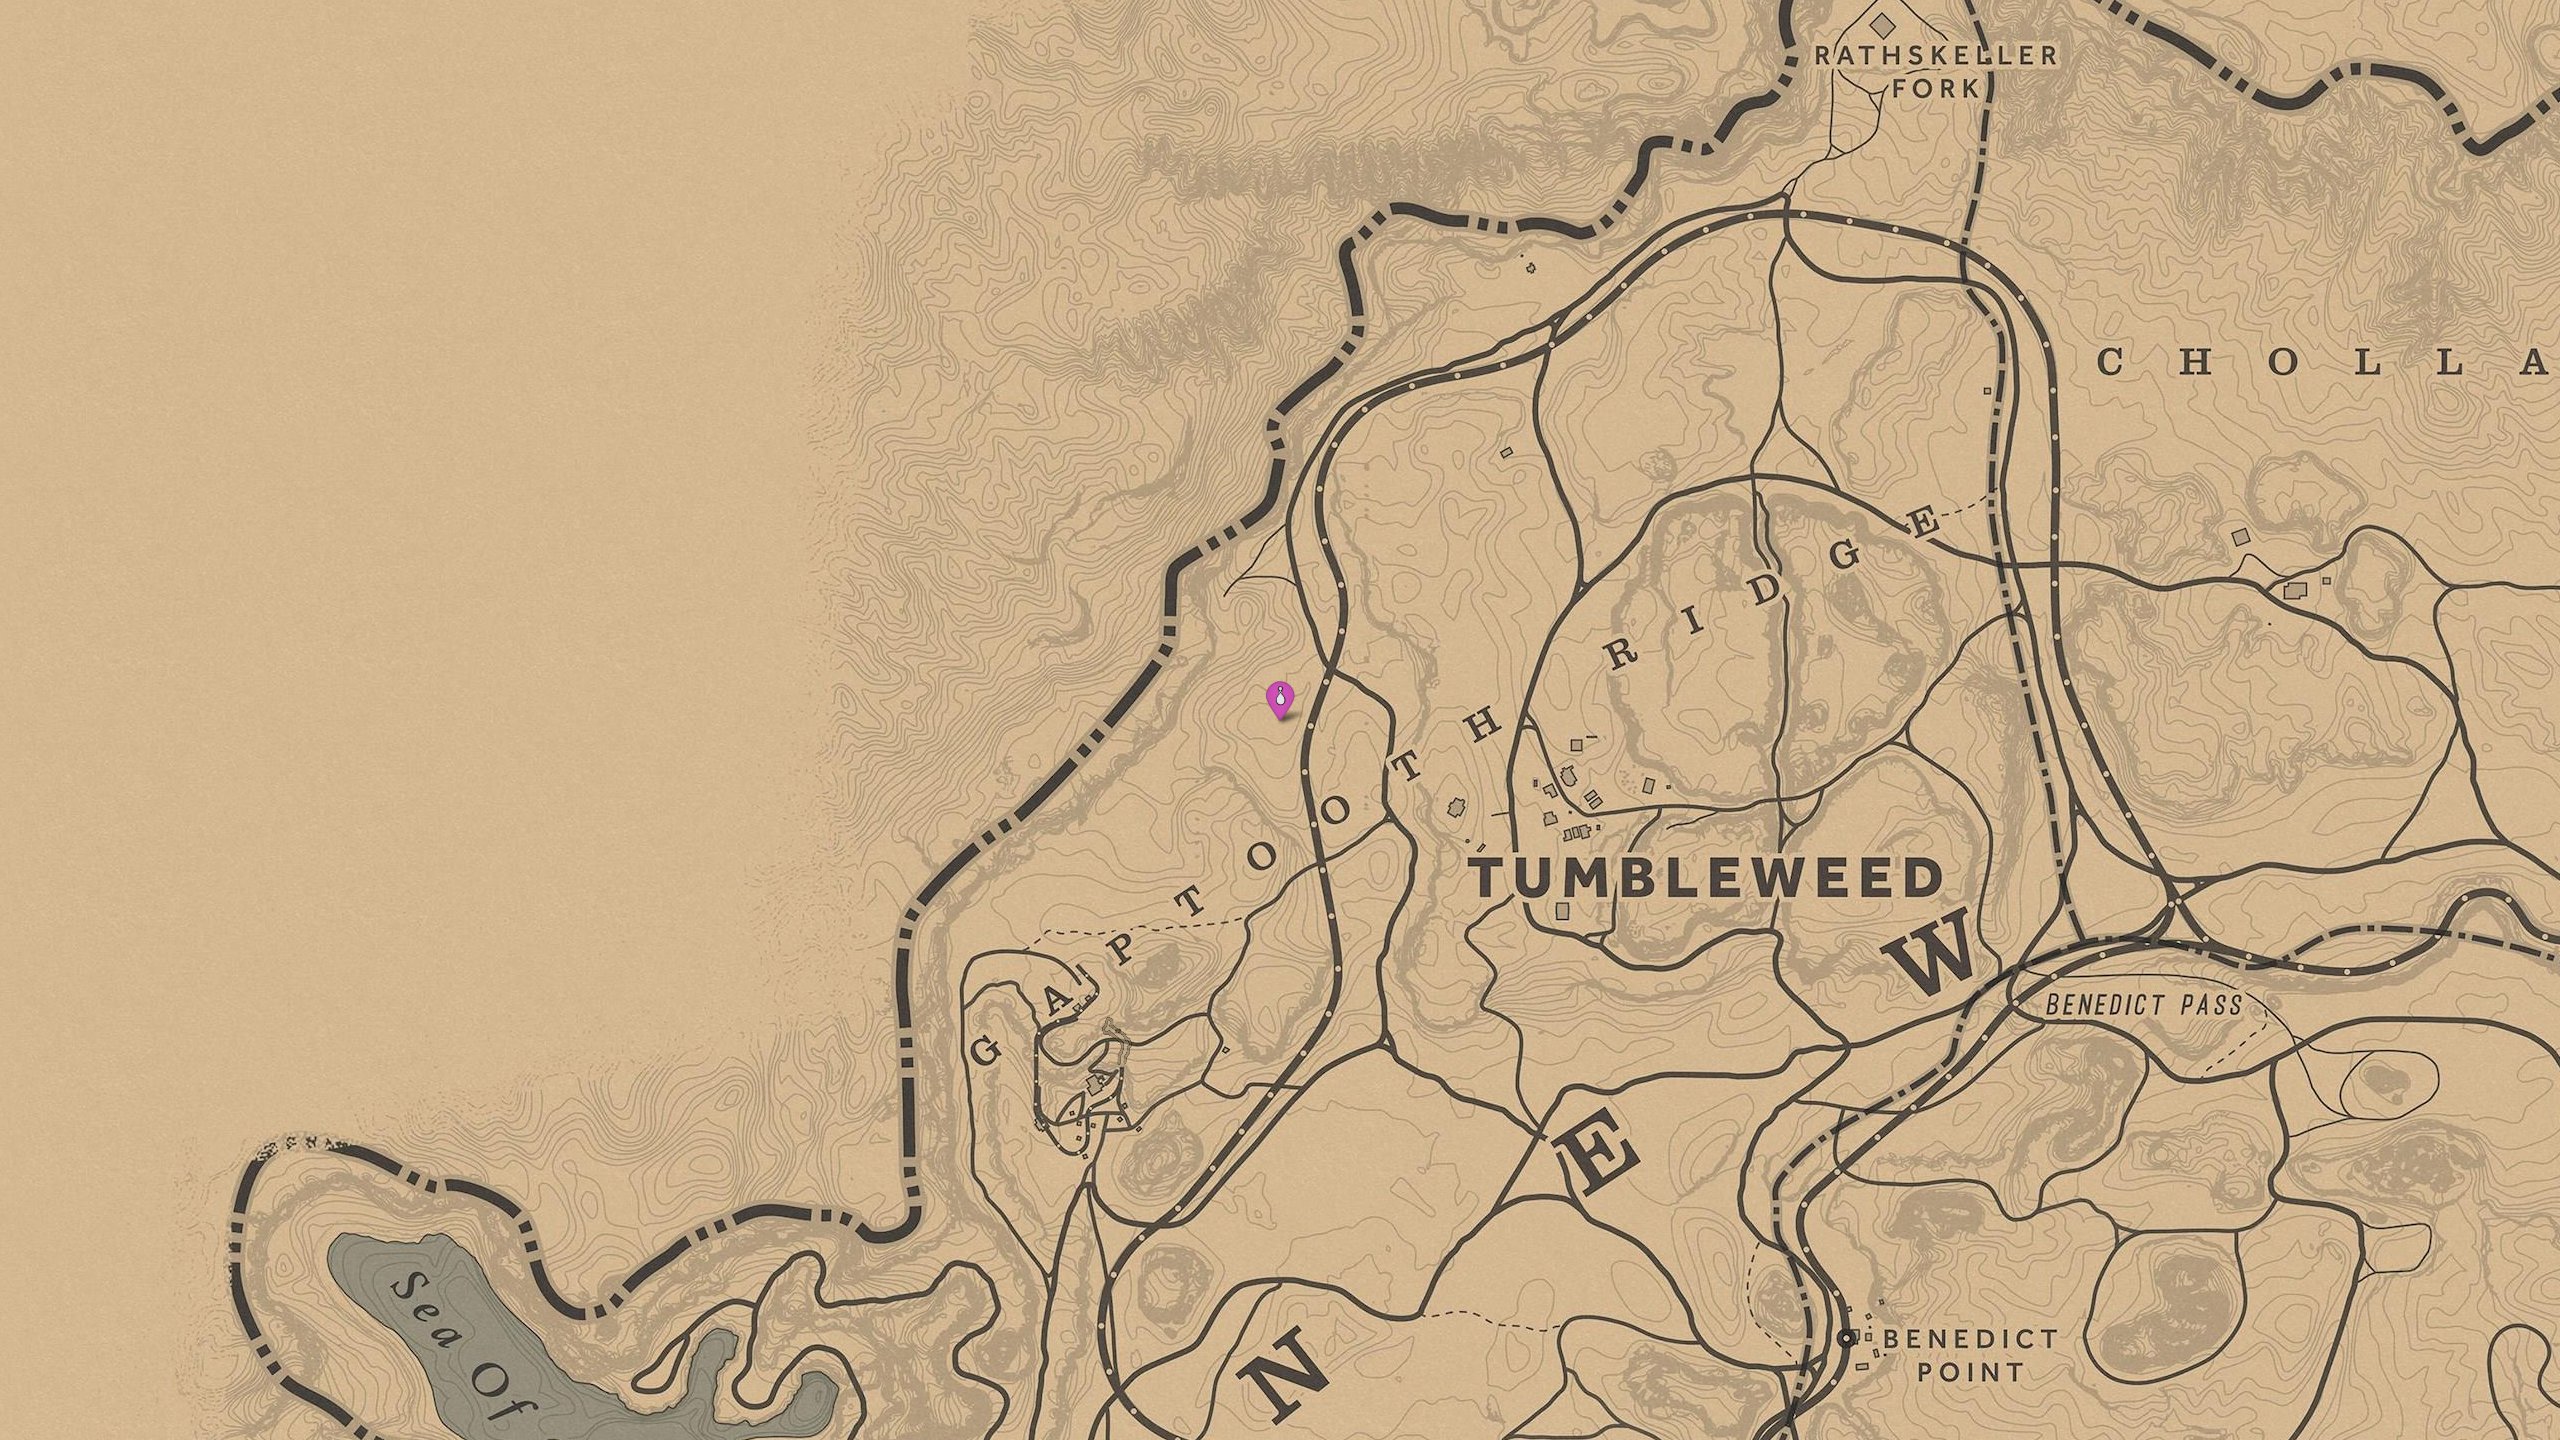 RATHSKELLER
FORK
CHOLLA
GAPTOOTH RIDGE
TUMBLEWEED
W
BENEDICT PASS
E
N
Sea Of
BENEDICT
POINT